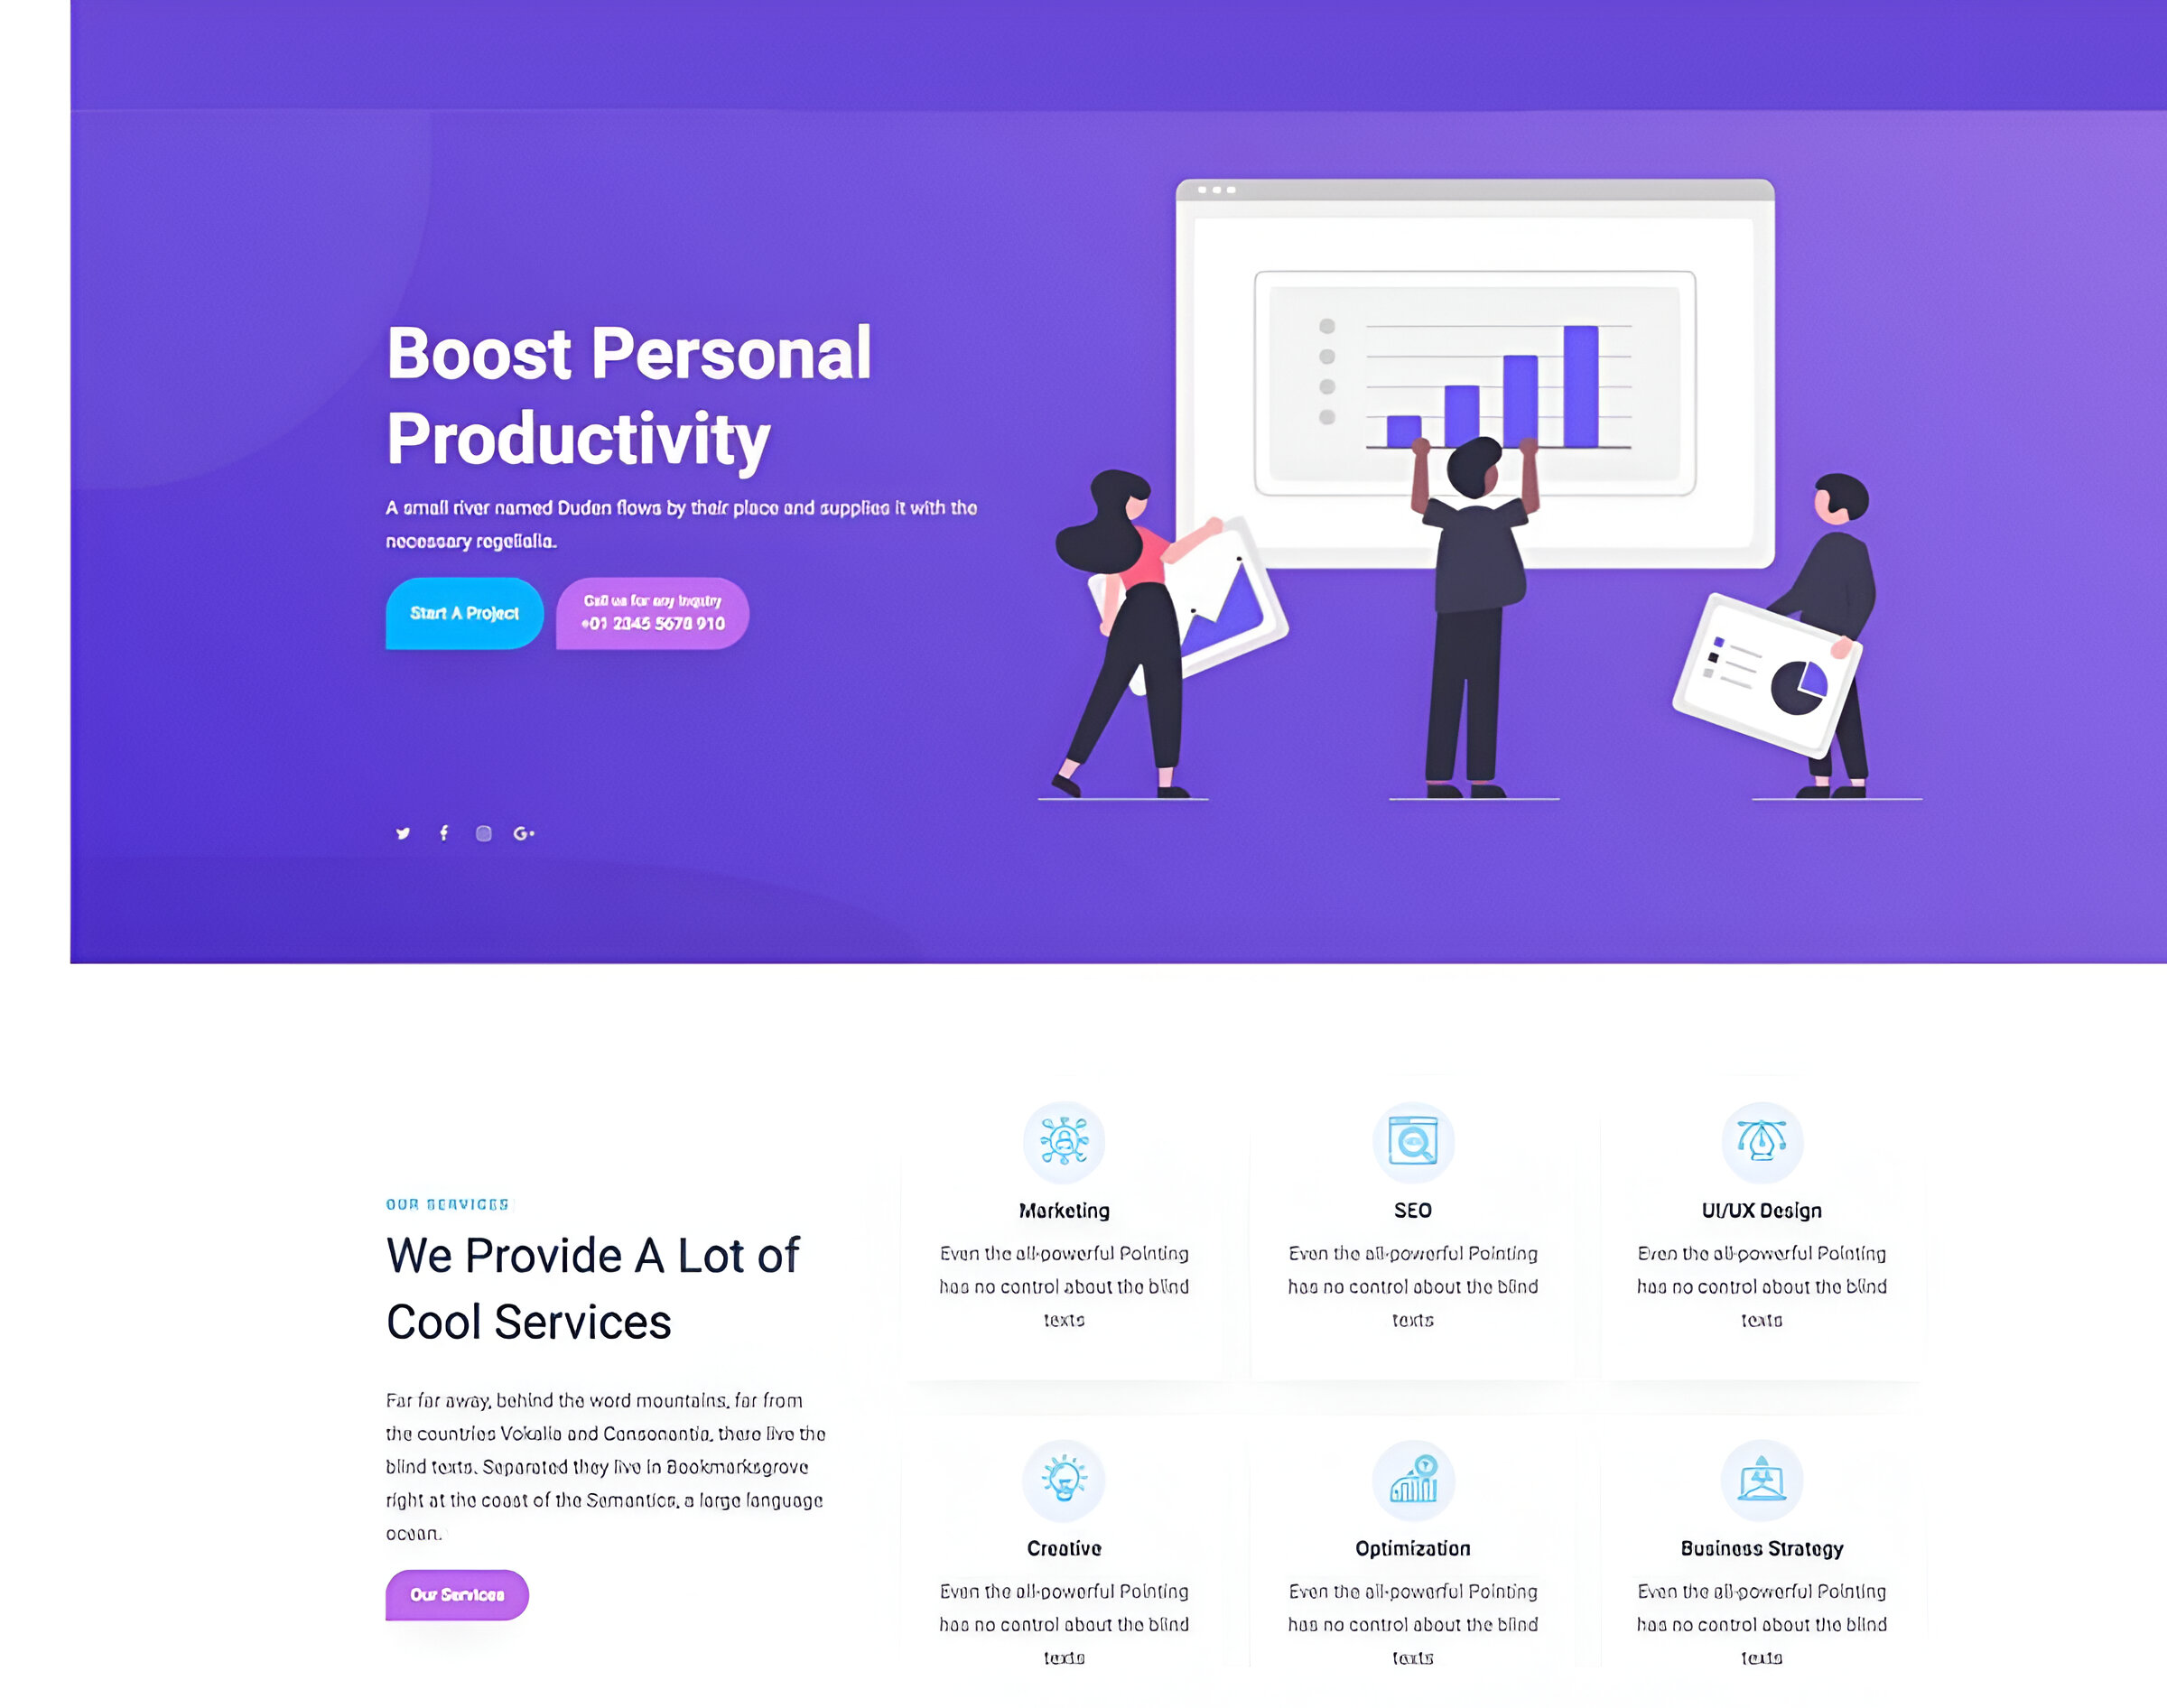 Boost Personal
Productivity
A small river named Duden flows by their place and supplies it with the
necessary regelialia.
Start A Project
Call us for any inquiry
+01 2345 5678 910
G+
OUR SERVICES
We Provide A Lot of
Cool Services
Far far away, behind the word mountains, far from
the countries Vokalia and Consonantia, there live the
blind texts. Separated they live in Bookmarksgrove
right at the coast of the Semantics, a large language
ocean.
Our Services
Marketing
Even the all-powerful Pointing
has no control about the blind
texts
SEO
Even the all-powerful Pointing
has no control about the blind
texts
UI/UX Design
Even the all-powerful Pointing
has no control about the blind
texts
Creative
Even the all-powerful Pointing
has no control about the blind
texts
Optimization
Even the all-powerful Pointing
has no control about the blind
texts
Business Strategy
Even the all-powerful Pointing
has no control about the blind
texts